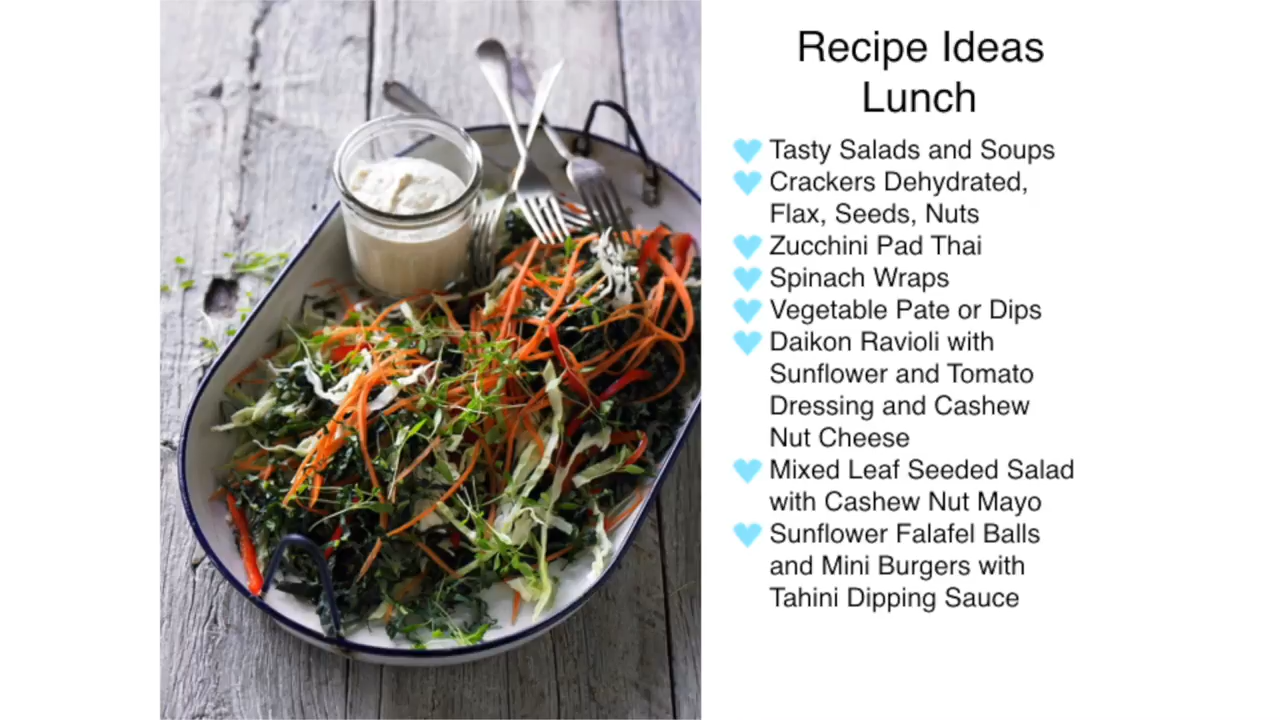 Recipe Ideas
Lunch
Tasty Salads and Soups
Crackers Dehydrated,
Flax, Seeds, Nuts
Zucchini Pad Thai
Spinach Wraps
Vegetable Pate or Dips
Daikon Ravioli with
Sunflower and Tomato
Dressing and Cashew
Nut Cheese
Mixed Leaf Seeded Salad
with Cashew Nut Mayo
Sunflower Falafel Balls
and Mini Burgers with
Tahini Dipping Sauce